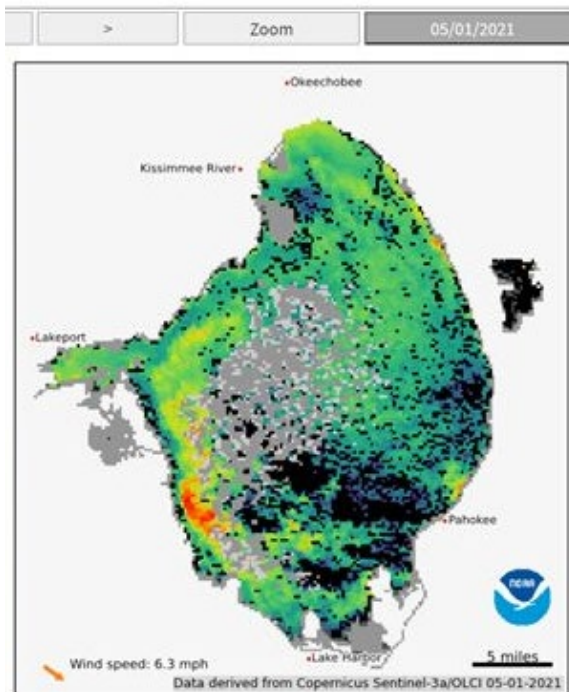 > Zoom 05/01/2021
Okeechobee
Kissimmee River
Lakeport
Pahokee
NOAA
Lake Harbor
5 miles
Wind speed: 6.3 mph
Data derived from Copernicus Sentinel-3a/OLCI 05-01-2021